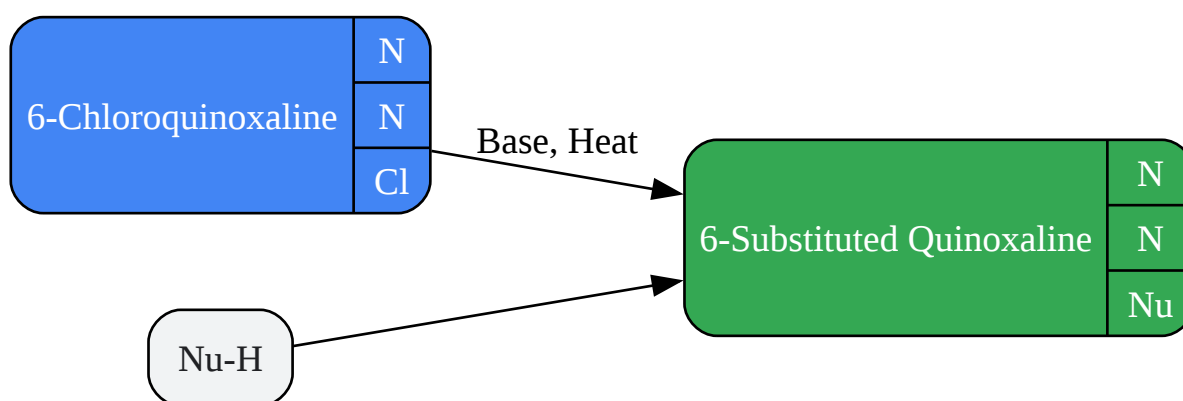 6-Chloroquinoxaline
N
N
Cl
Base, Heat
6-Substituted Quinoxaline
N
N
Nu
Nu-H